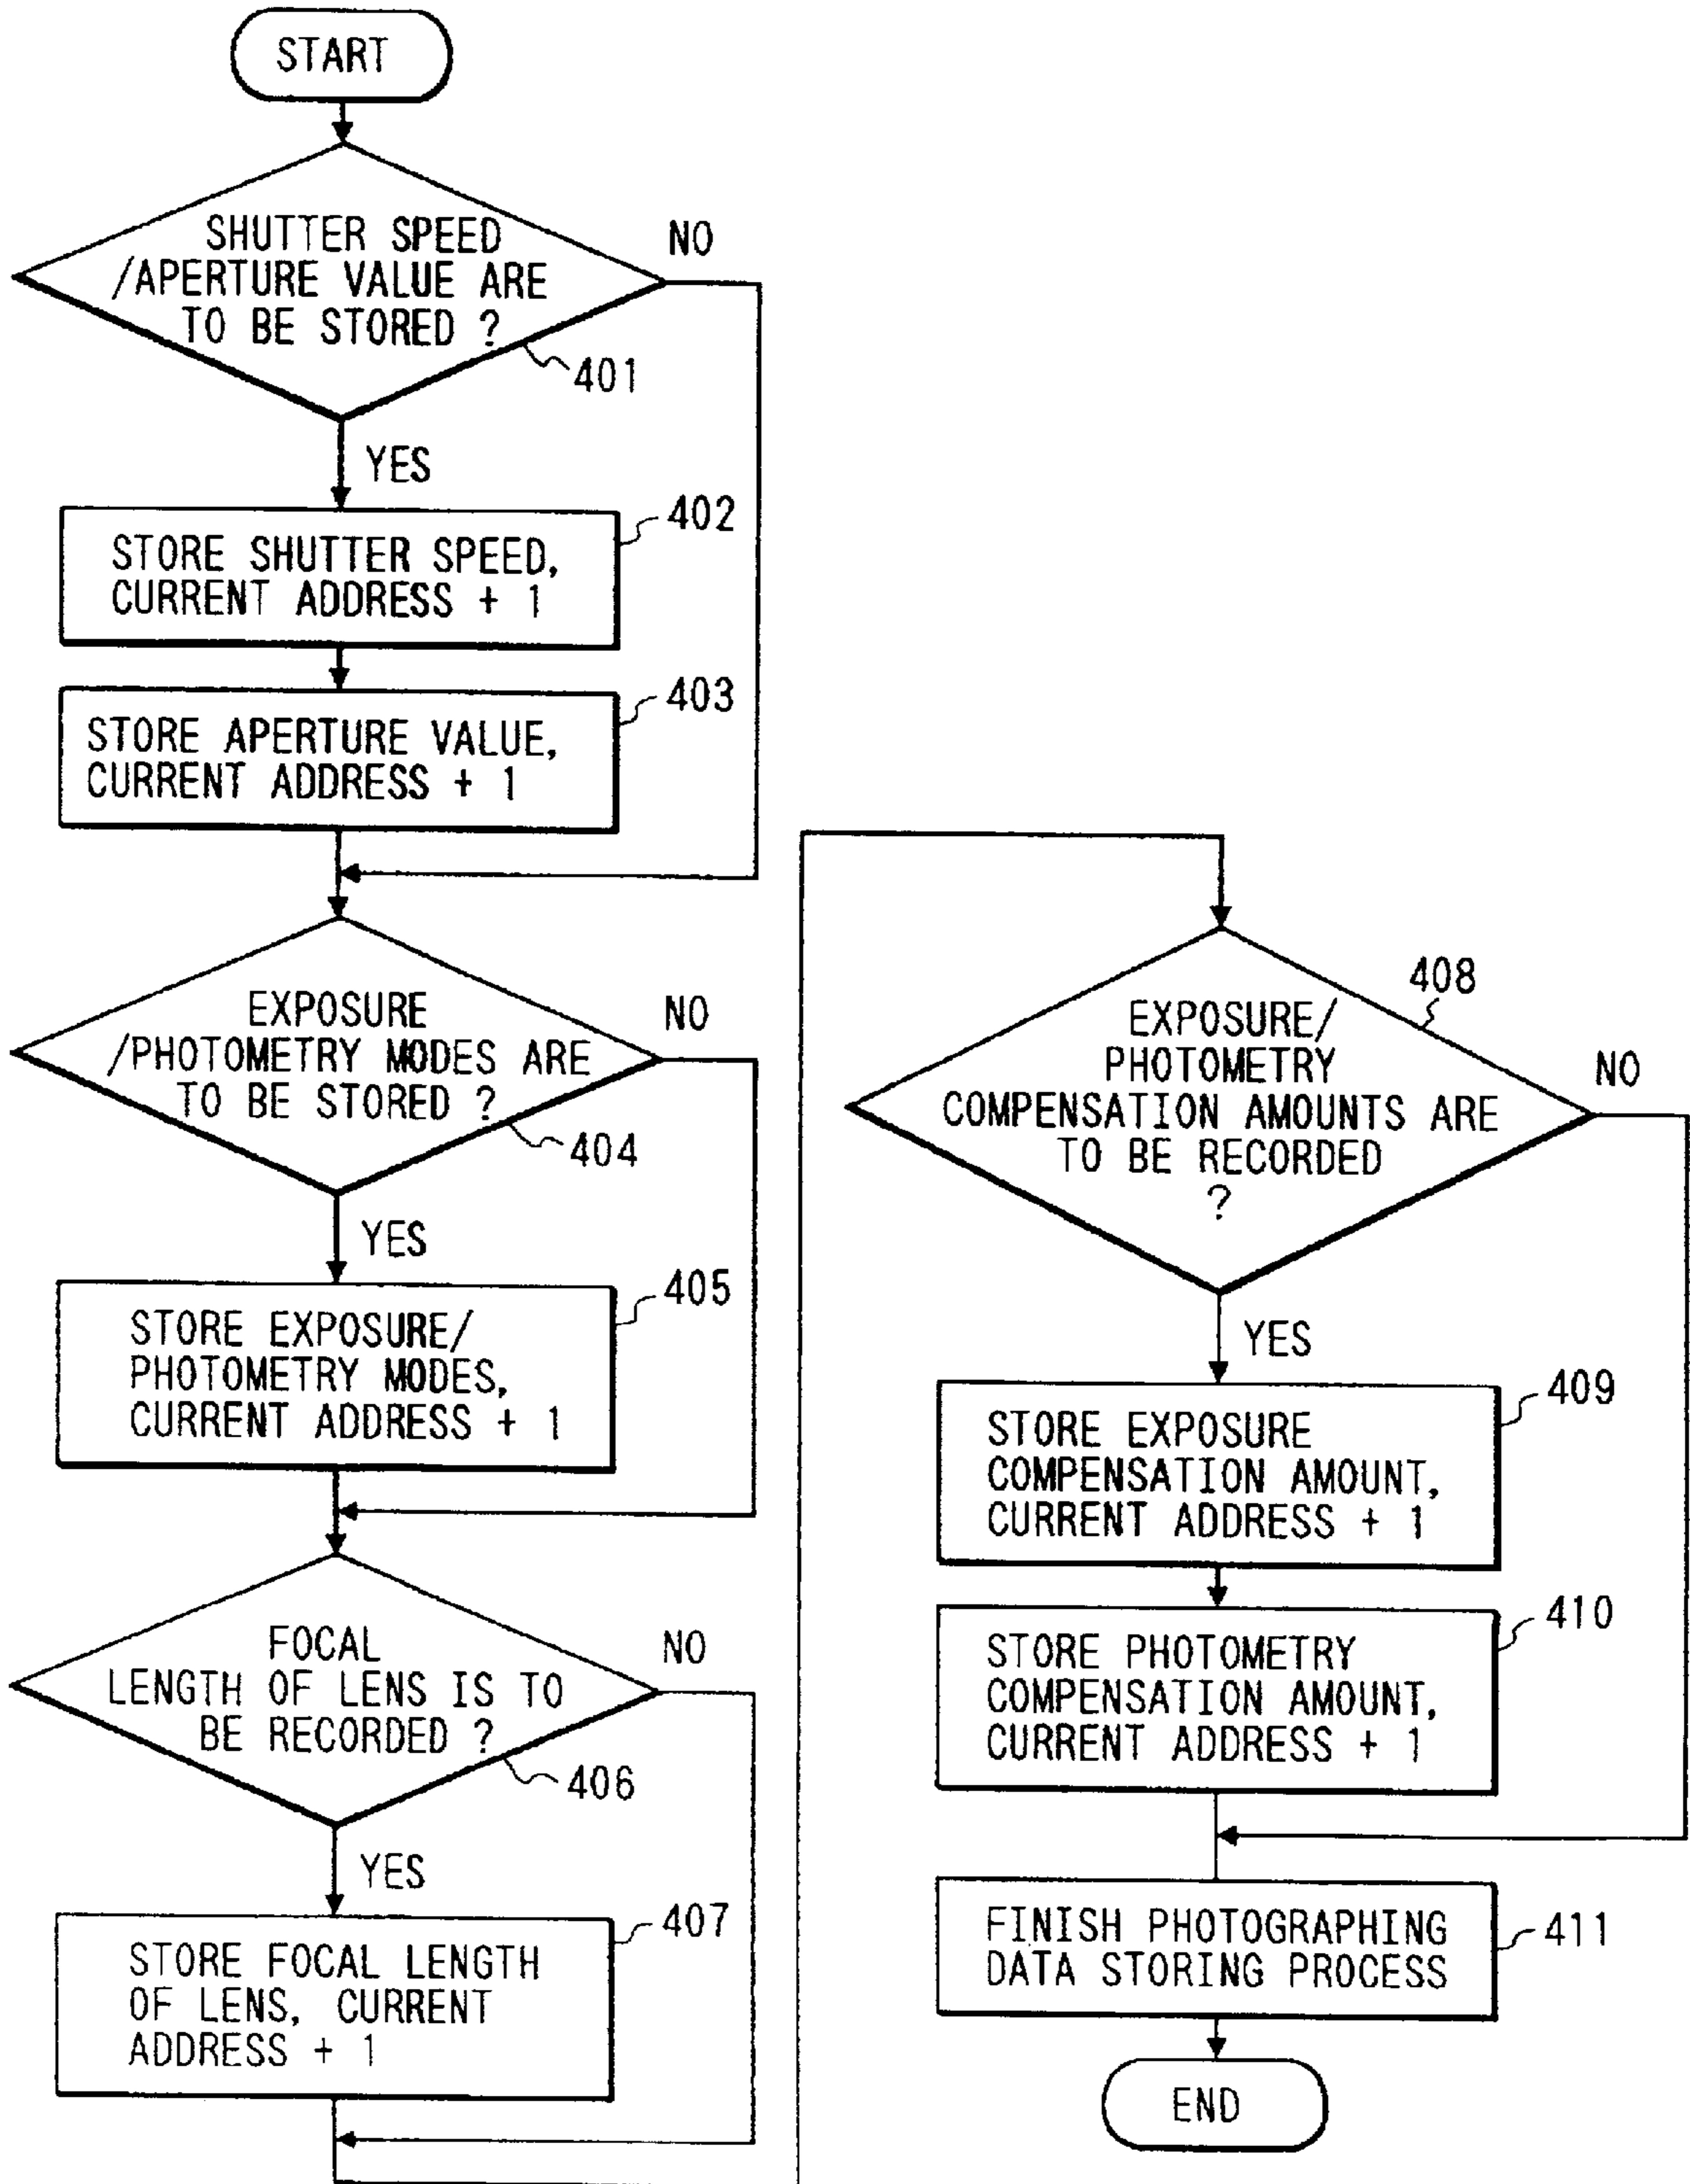 START
SHUTTER SPEED
/APERTURE VALUE ARE
TO BE STORED ?
NO
401
YES
402
STORE SHUTTER SPEED,
CURRENT ADDRESS + 1
403
STORE APERTURE VALUE,
CURRENT ADDRESS + 1
EXPOSURE
/PHOTOMETRY MODES ARE
TO BE STORED ?
NO
404
YES
405
STORE EXPOSURE/
PHOTOMETRY MODES,
CURRENT ADDRESS + 1
FOCAL
LENGTH OF LENS IS TO
BE RECORDED ?
NO
406
YES
407
STORE FOCAL LENGTH
OF LENS, CURRENT
ADDRESS + 1
408
EXPOSURE/
PHOTOMETRY
COMPENSATION AMOUNTS ARE
TO BE RECORDED
?
NO
YES
409
STORE EXPOSURE
COMPENSATION AMOUNT,
CURRENT ADDRESS + 1
410
STORE PHOTOMETRY
COMPENSATION AMOUNT,
CURRENT ADDRESS + 1
FINISH PHOTOGRAPHING
DATA STORING PROCESS
411
END